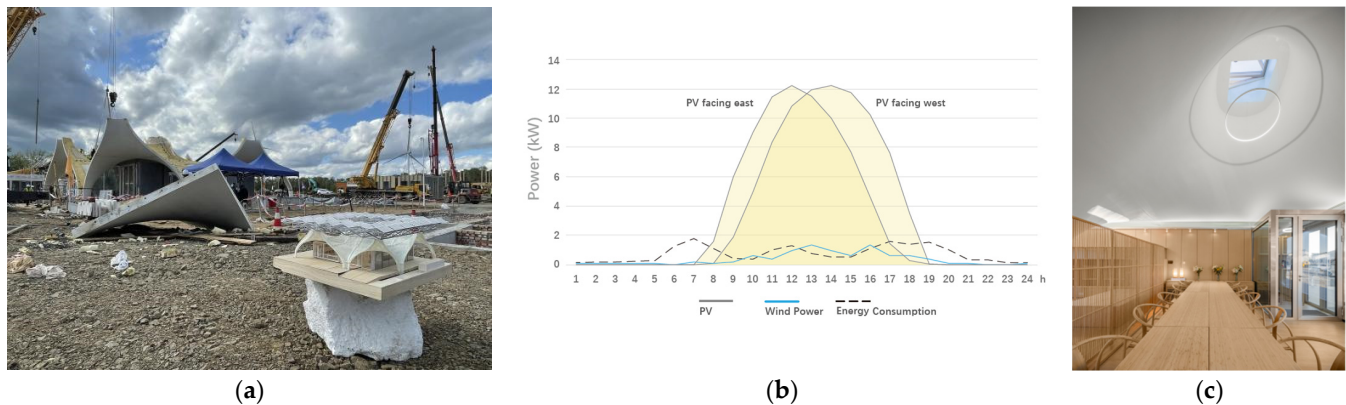 14
12
10
8
6
4
2
0
Power (kW)
PV facing east
PV facing west
1 2 3 4 5 6 7 8 9 10 11 12 13 14 15 16 17 18 19 20 21 22 23 24 h
PV
Wind Power
Energy Consumption
(a)
(b)
(c)